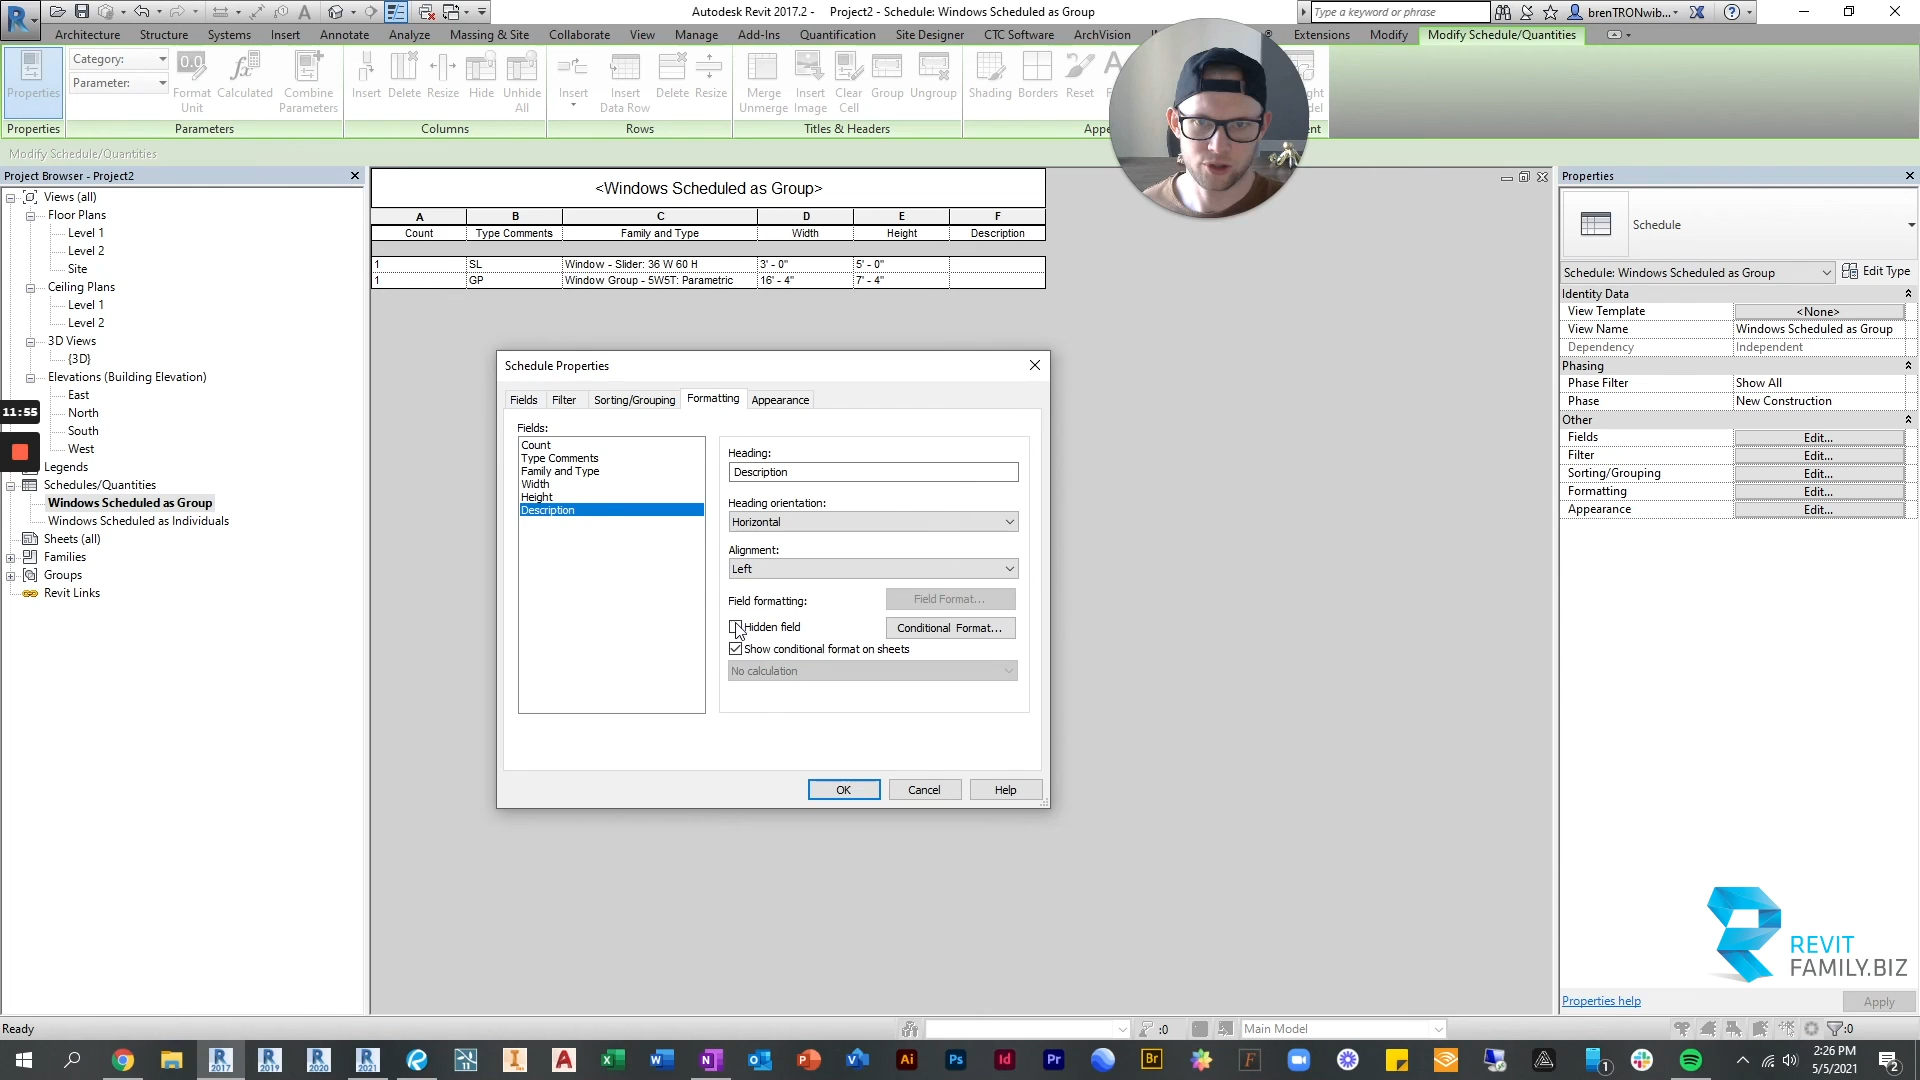 Autodesk Revit 2017.2 - Project2 - Schedule: Windows Scheduled as Group
Type a keyword or phrase
brenTRONwib...
Architecture Structure Systems Insert Annotate Analyze Massing & Site Collaborate View Manage Add-Ins Quantification Site Designer CTC Software ArchVision Extensions Modify Modify Schedule/Quantities
Category:
Parameter:
Properties
Format Unit
Calculated
Combine Parameters
Insert Delete Resize Hide Unhide All
Insert Insert Data Row Delete Resize
Merge Unmerge Insert Image Clear Cell Group Ungroup
Shading Borders Reset
Properties Parameters Columns Rows Titles & Headers
Modify Schedule/Quantities
Project Browser - Project2
Views (all)
Floor Plans
Level 1
Level 2
Site
Ceiling Plans
Level 1
Level 2
3D Views
{3D}
Elevations (Building Elevation)
East
North
South
West
Legends
Schedules/Quantities
Windows Scheduled as Group
Windows Scheduled as Individuals
Sheets (all)
Families
Groups
Revit Links
11:55
<Windows Scheduled as Group>
A B C D E F
Count Type Comments Family and Type Width Height Description
1 SL Window - Slider: 36 W 60 H 3' - 0" 5' - 0"
1 GP Window Group - 5W5T: Parametric 16' - 4" 7' - 4"
Schedule Properties
Fields Filter Sorting/Grouping Formatting Appearance
Fields:
Count
Type Comments
Family and Type
Width
Height
Description
Heading:
Description
Heading orientation:
Horizontal
Alignment:
Left
Field formatting:
Field Format...
Hidden field
Conditional Format...
Show conditional format on sheets
No calculation
OK Cancel Help
Properties
Schedule
Schedule: Windows Scheduled as Group
Edit Type
Identity Data
View Template <None>
View Name Windows Scheduled as Group
Dependency Independent
Phasing
Phase Filter Show All
Phase New Construction
Other
Fields Edit...
Filter Edit...
Sorting/Grouping Edit...
Formatting Edit...
Appearance Edit...
REVIT
FAMILY.BIZ
Properties help
Apply
Ready
:0
Main Model
:0
2:26 PM
5/5/2021